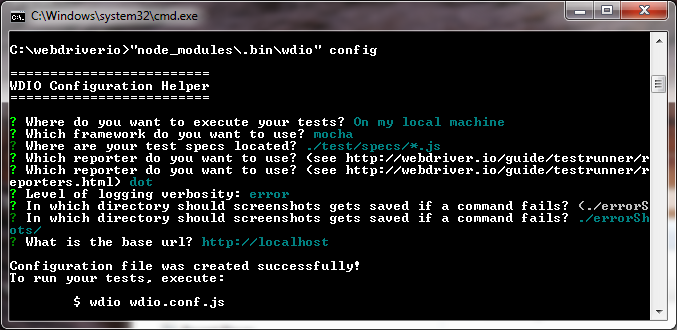 C:\Windows\system32\cmd.exe
C:\webdriverio>"node_modules\.bin\wdio" config
=========================
WDIO Configuration Helper
=========================
? Where do you want to execute your tests? On my local machine
? Which framework do you want to use? mocha
? Where are your test specs located? ./test/specs/*.js
? Which reporter do you want to use? (see http://webdriver.io/guide/testrunner/r
? Which reporter do you want to use? (see http://webdriver.io/guide/testrunner/r
eporters.html) dot
? Level of logging verbosity: error
? In which directory should screenshots gets saved if a command fails? (./errorS
? In which directory should screenshots gets saved if a command fails? ./errorSh
ots/
? What is the base url? http://localhost
Configuration file was created successfully!
To run your tests, execute:
$ wdio wdio.conf.js